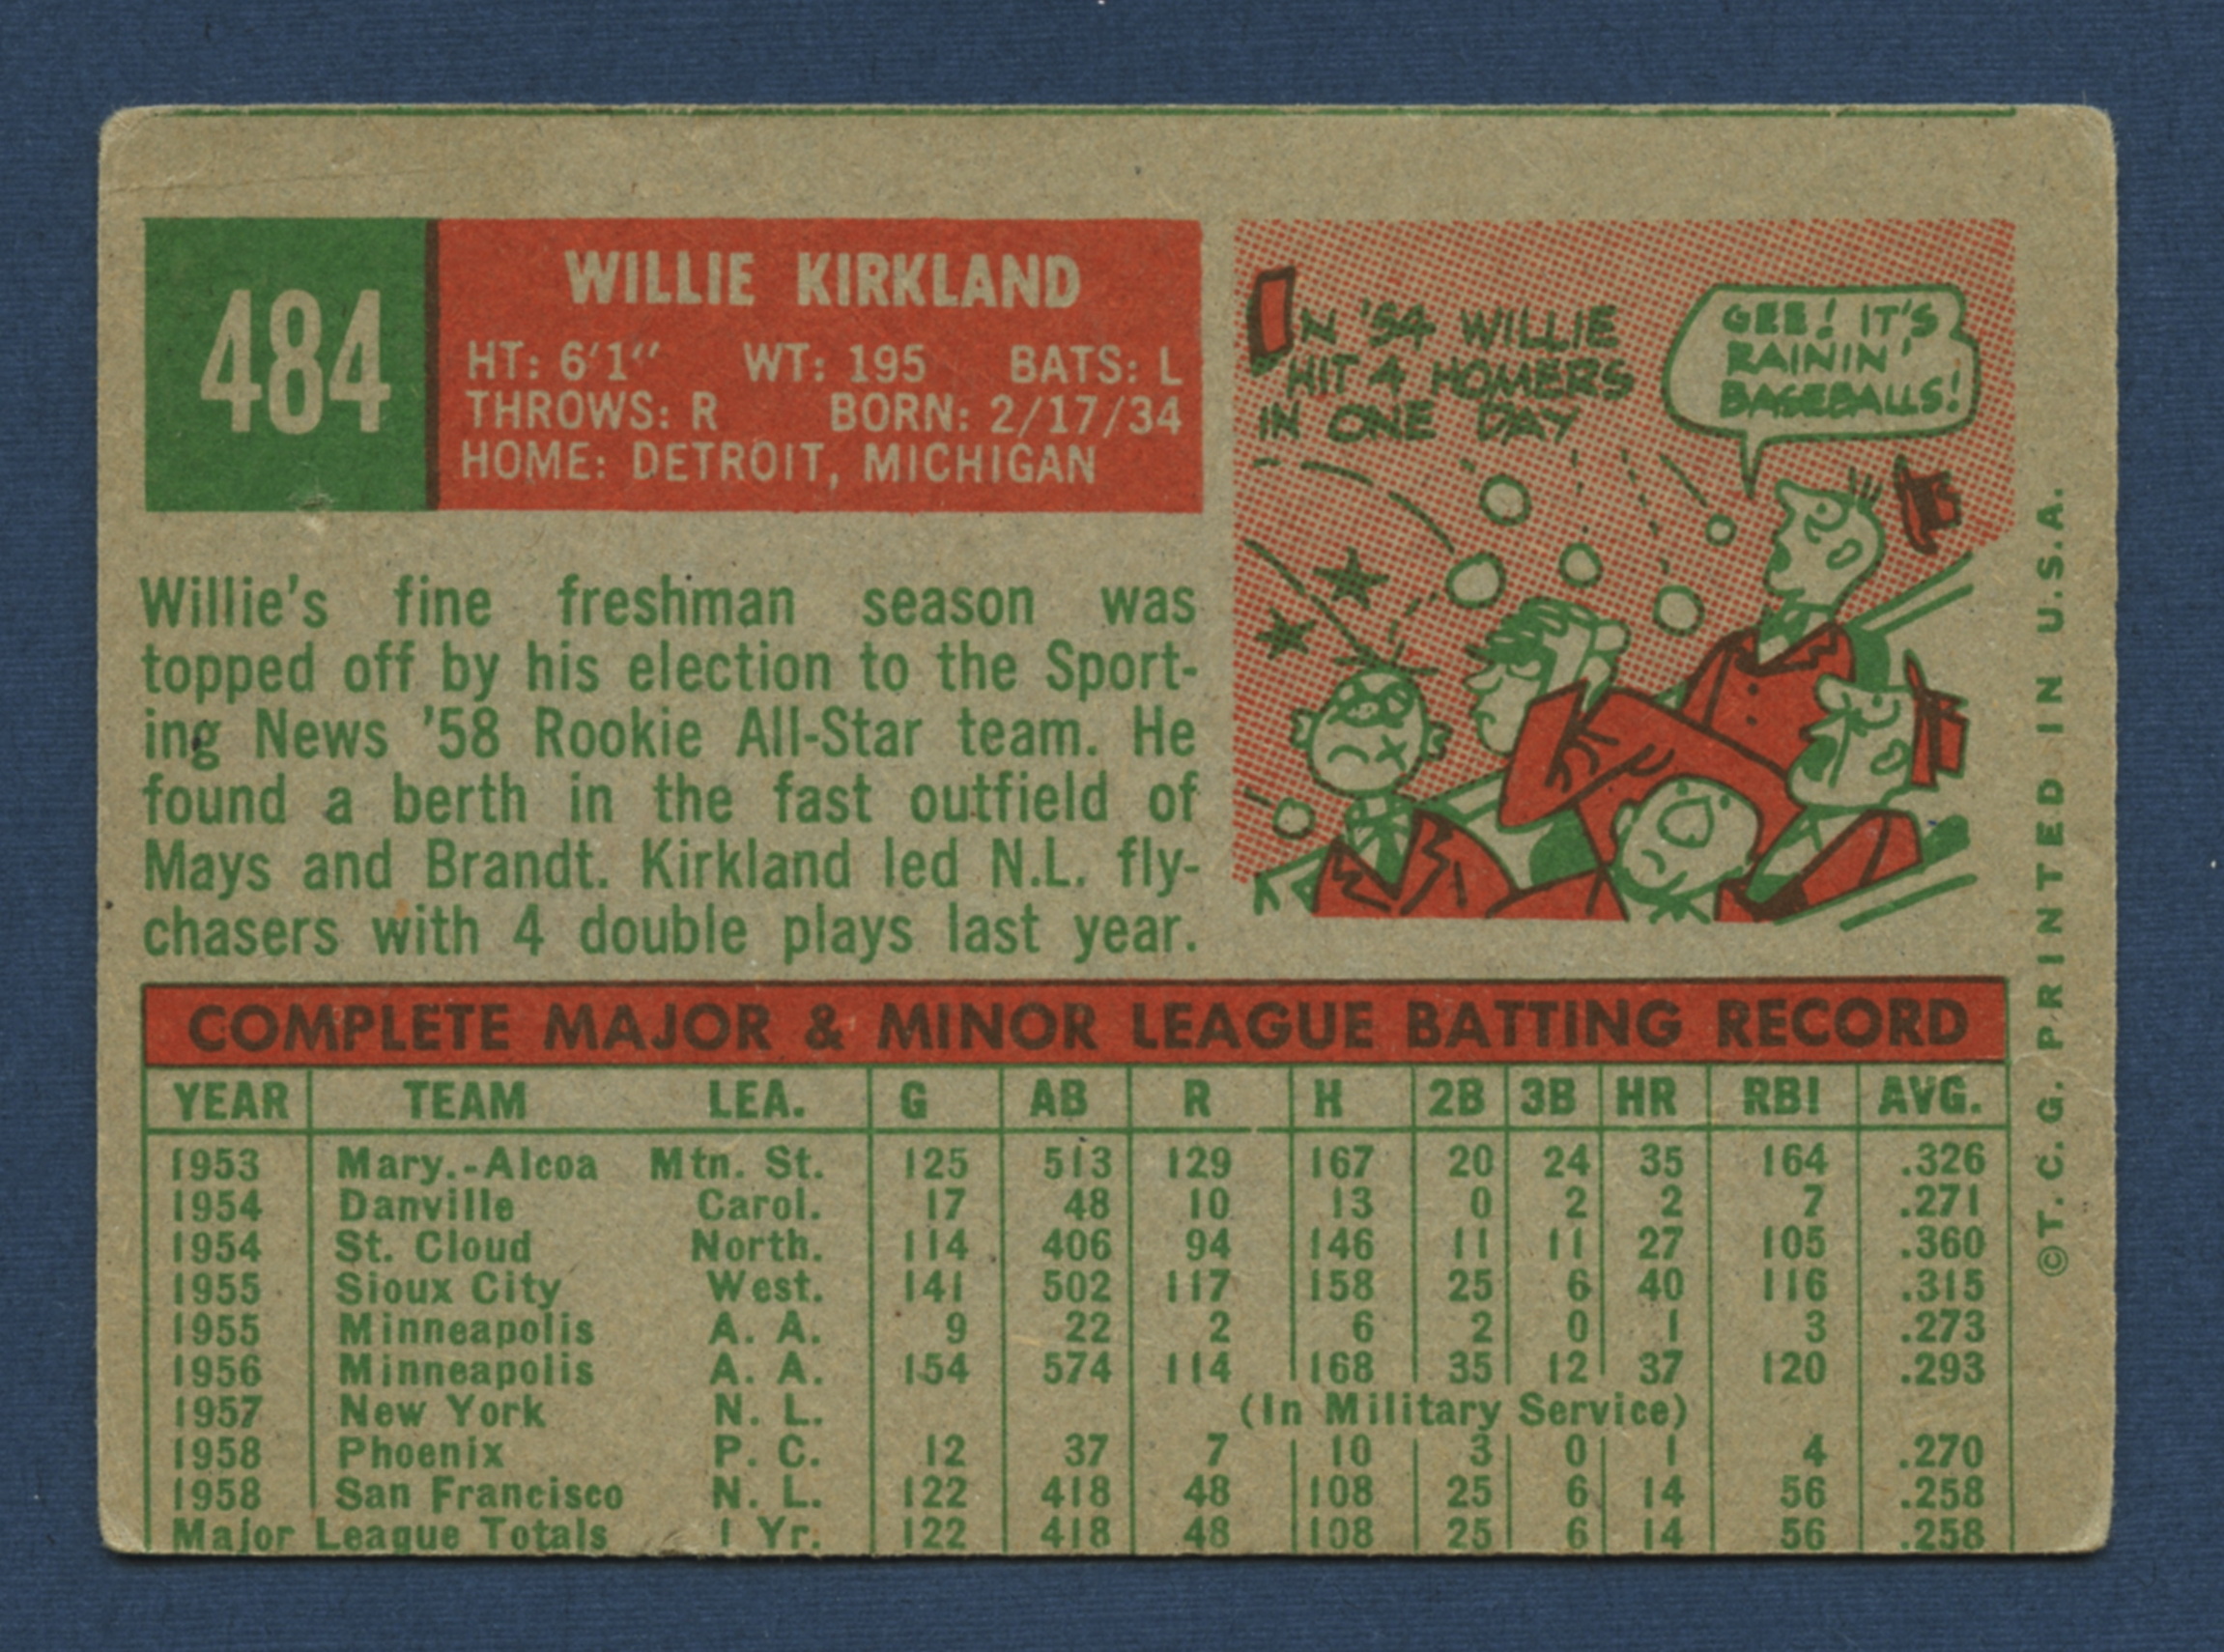 484
WILLIE KIRKLAND
HT: 6'1" WT: 195 BATS: L
THROWS: R BORN: 2/17/34
HOME: DETROIT, MICHIGAN
IN '54 WILLIE
HIT 4 HOMERS
IN ONE DAY
GEE! IT'S
RAININ'
BASEBALLS!
Willie's fine freshman season was
topped off by his election to the Sport-
ing News '58 Rookie All-Star team. He
found a berth in the fast outfield of
Mays and Brandt. Kirkland led N.L. fly-
chasers with 4 double plays last year.
COMPLETE MAJOR & MINOR LEAGUE BATTING RECORD
YEAR TEAM LEA. G AB R H 2B 3B HR RBI AVG.
1953 Mary.-Alcoa Mtn. St. 125 513 129 167 20 24 35 164 .326
1954 Danville Carol. 17 48 10 13 0 2 2 7 .271
1954 St. Cloud North. 114 406 94 146 11 11 27 105 .360
1955 Sioux City West. 141 502 117 158 25 6 40 116 .315
1955 Minneapolis A. A. 9 22 2 6 2 0 1 3 .273
1956 Minneapolis A. A. 154 574 114 168 35 12 37 120 .293
1957 New York N. L. (In Military Service)
1958 Phoenix P. C. 12 37 7 10 3 0 1 4 .270
1958 San Francisco N. L. 122 418 48 108 25 6 14 56 .258
Major League Totals 1 Yr. 122 418 48 108 25 6 14 56 .258
©T.C.G. PRINTED IN U.S.A.